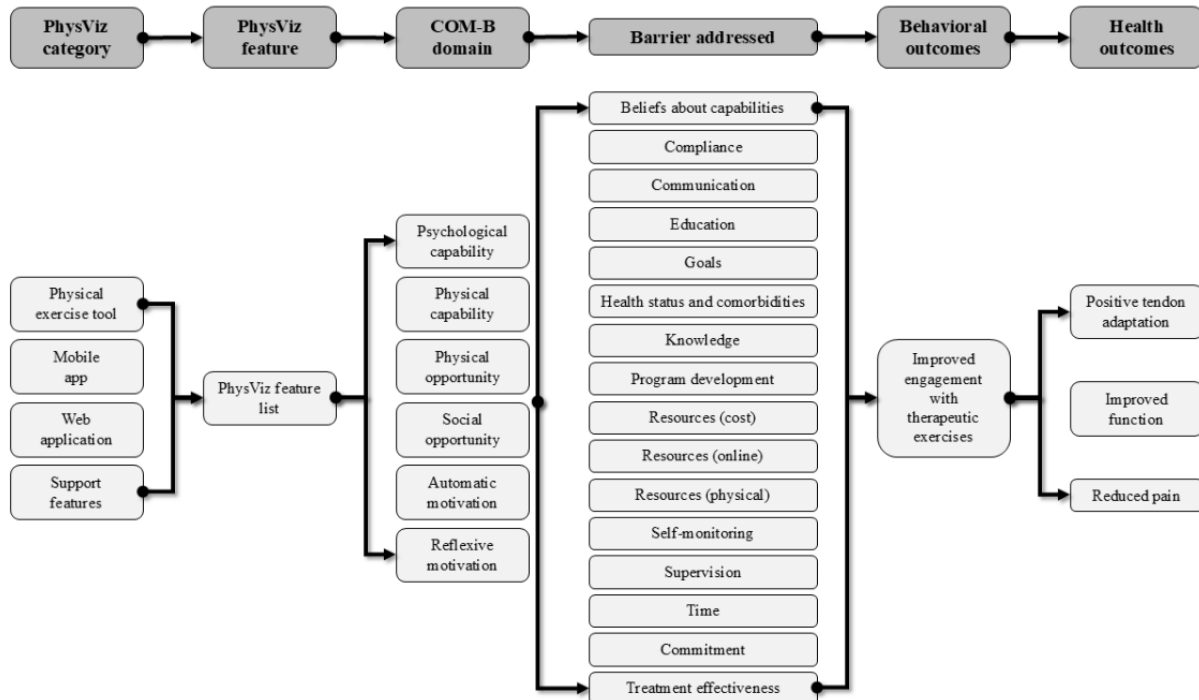 PhysViz
category
PhysViz
feature
COM-B
domain
Barrier addressed
Behavioral
outcomes
Health
outcomes
Physical
exercise tool
Mobile
app
Web
application
Support
features
PhysViz feature
list
Psychological
capability
Physical
capability
Physical
opportunity
Social
opportunity
Automatic
motivation
Reflexive
motivation
Beliefs about capabilities
Compliance
Communication
Education
Goals
Health status and comorbidities
Knowledge
Program development
Resources (cost)
Resources (online)
Resources (physical)
Self-monitoring
Supervision
Time
Commitment
Treatment effectiveness
Improved
engagement
with
therapeutic
exercises
Positive tendon
adaptation
Improved
function
Reduced pain